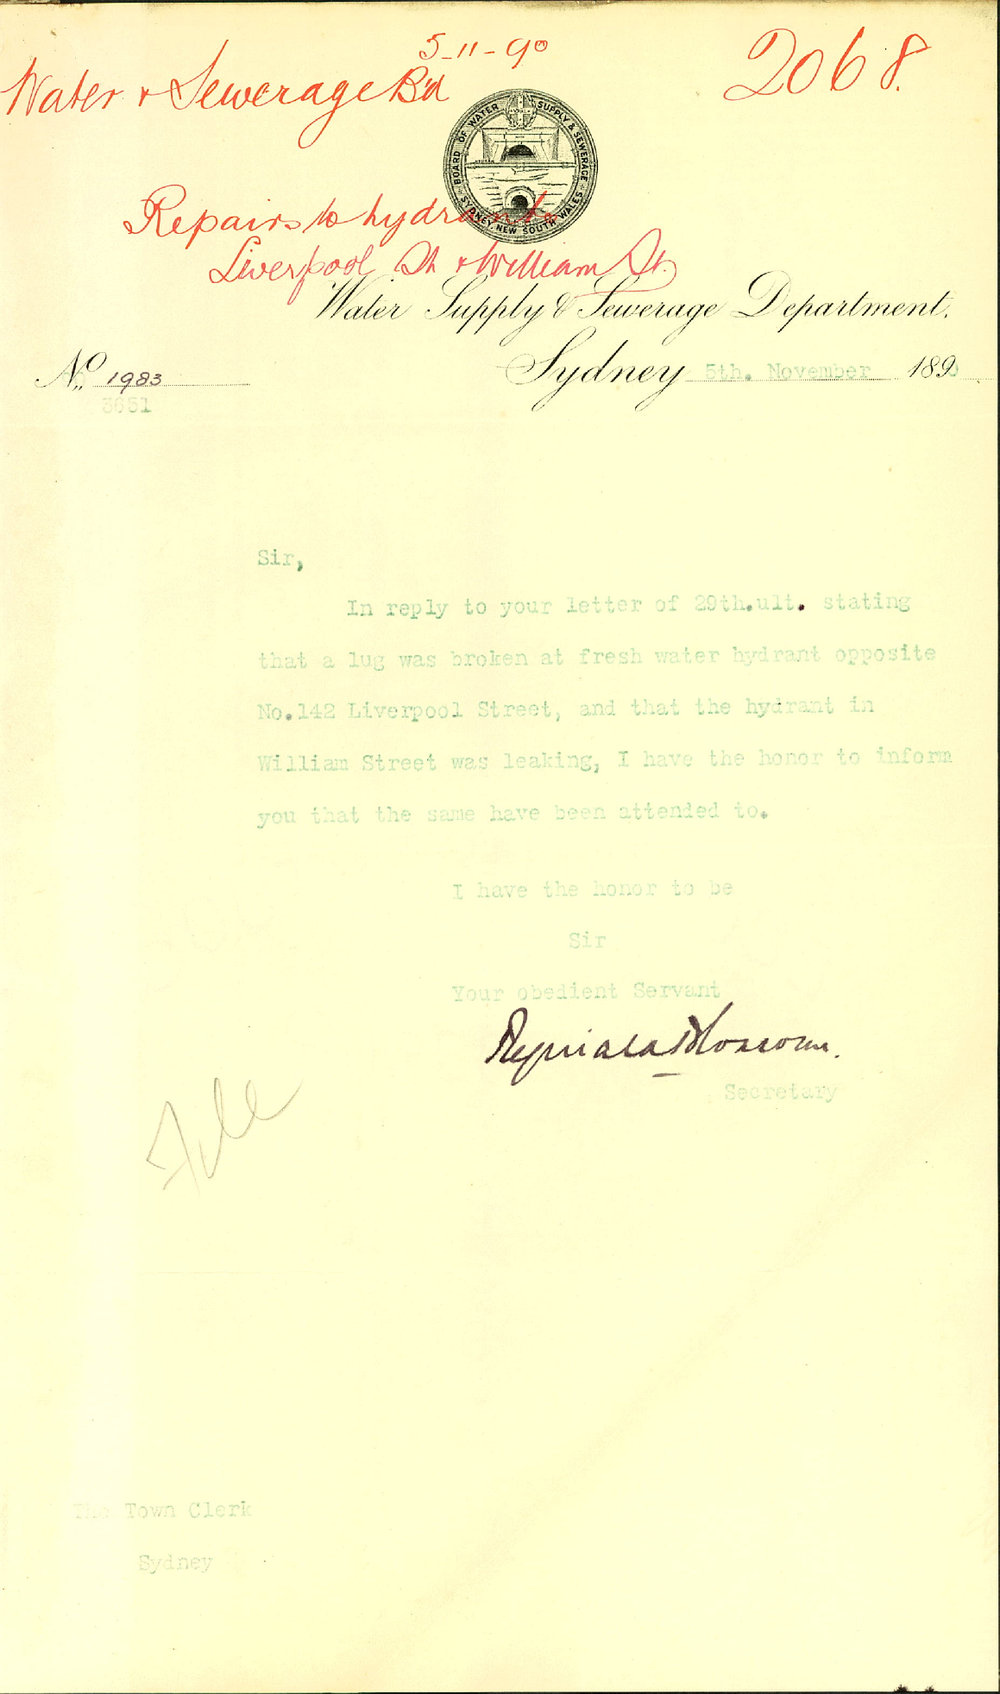 5-11-90
Water & Sewerage Bd
2068.
BOARD OF WATER SUPPLY & SEWERAGE
SYDNEY, NEW SOUTH WALES
Repairs to hydrants
Liverpool St & William St.
Water Supply & Sewerage Department.
No. 1983
3651
Sydney 5th. November 1890
Sir,
In reply to your letter of 29th.ult. stating
that a lug was broken at fresh water hydrant opposite
No.142 Liverpool Street, and that the hydrant in
William Street was leaking, I have the honor to inform
you that the same have been attended to.
I have the honor to be
Sir
Your obedient Servant
Secretary
File
The Town Clerk
Sydney